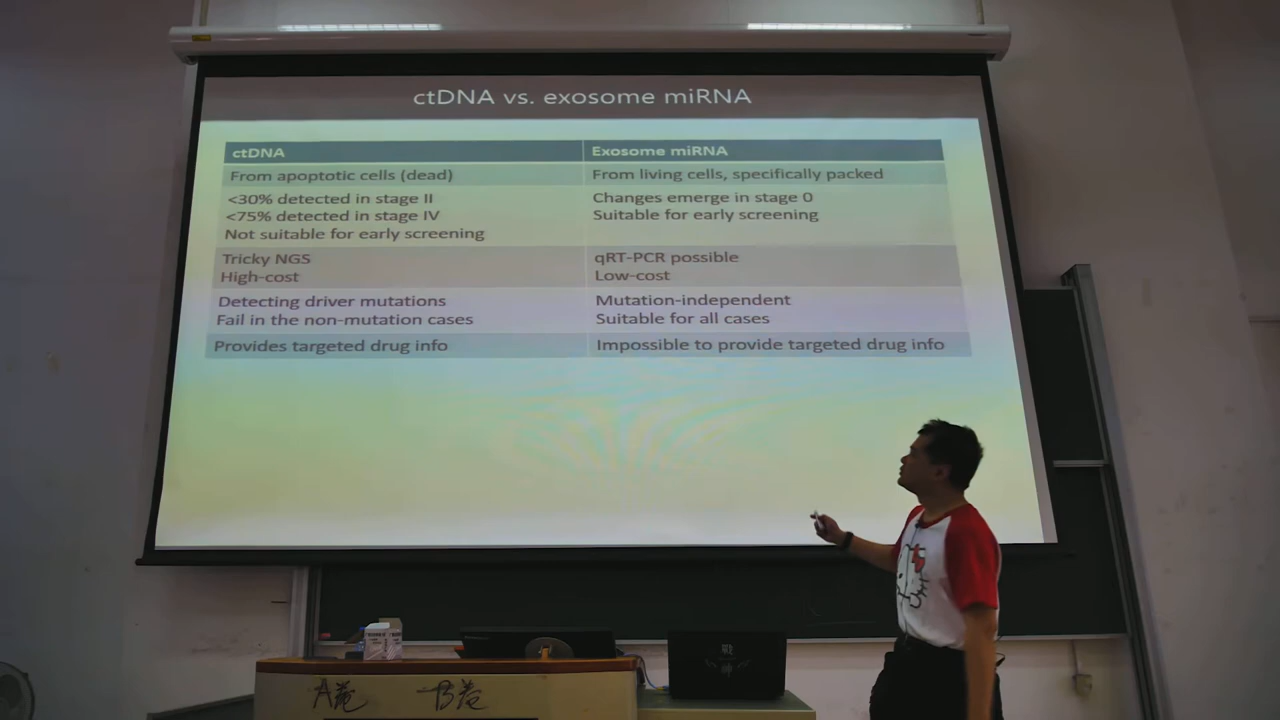 ctDNA vs. exosome miRNA
ctDNA
Exosome miRNA
From apoptotic cells (dead)
From living cells, specifically packed
<30% detected in stage II
<75% detected in stage IV
Not suitable for early screening
Changes emerge in stage 0
Suitable for early screening
Tricky NGS
High-cost
qRT-PCR possible
Low-cost
Detecting driver mutations
Fail in the non-mutation cases
Mutation-independent
Suitable for all cases
Provides targeted drug info
Impossible to provide targeted drug info
戰神
A卷 B卷